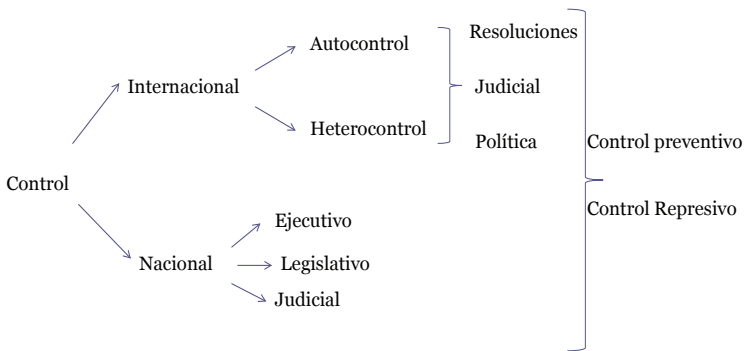 Control
Internacional
Autocontrol
Heterocontrol
Resoluciones
Judicial
Política
Nacional
Ejecutivo
Legislativo
Judicial
Control preventivo
Control Represivo